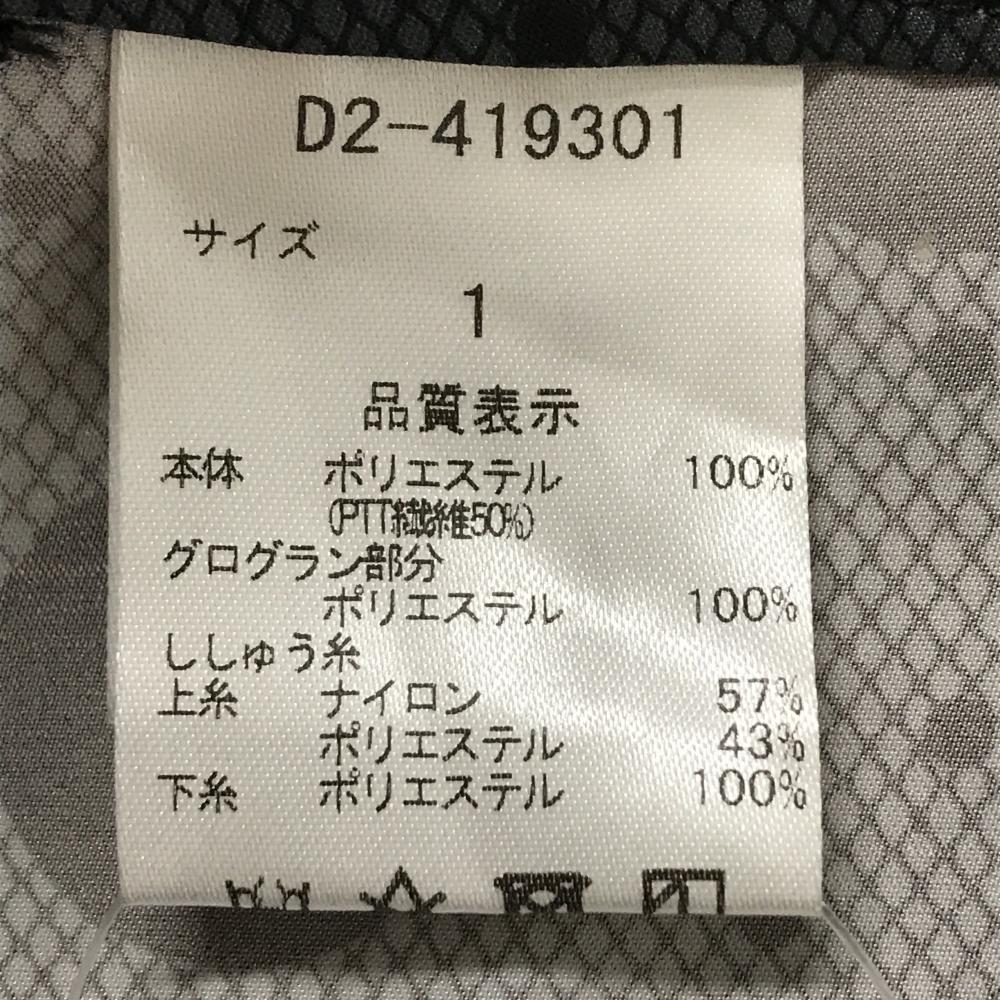 D2-419301
サイズ
1
品質表示
本体 ポリエステル 100%
(PTT繊維50%)
グログラン部分
ポリエステル 100%
ししゅう糸
上糸 ナイロン 57%
ポリエステル 43%
下糸 ポリエステル 100%